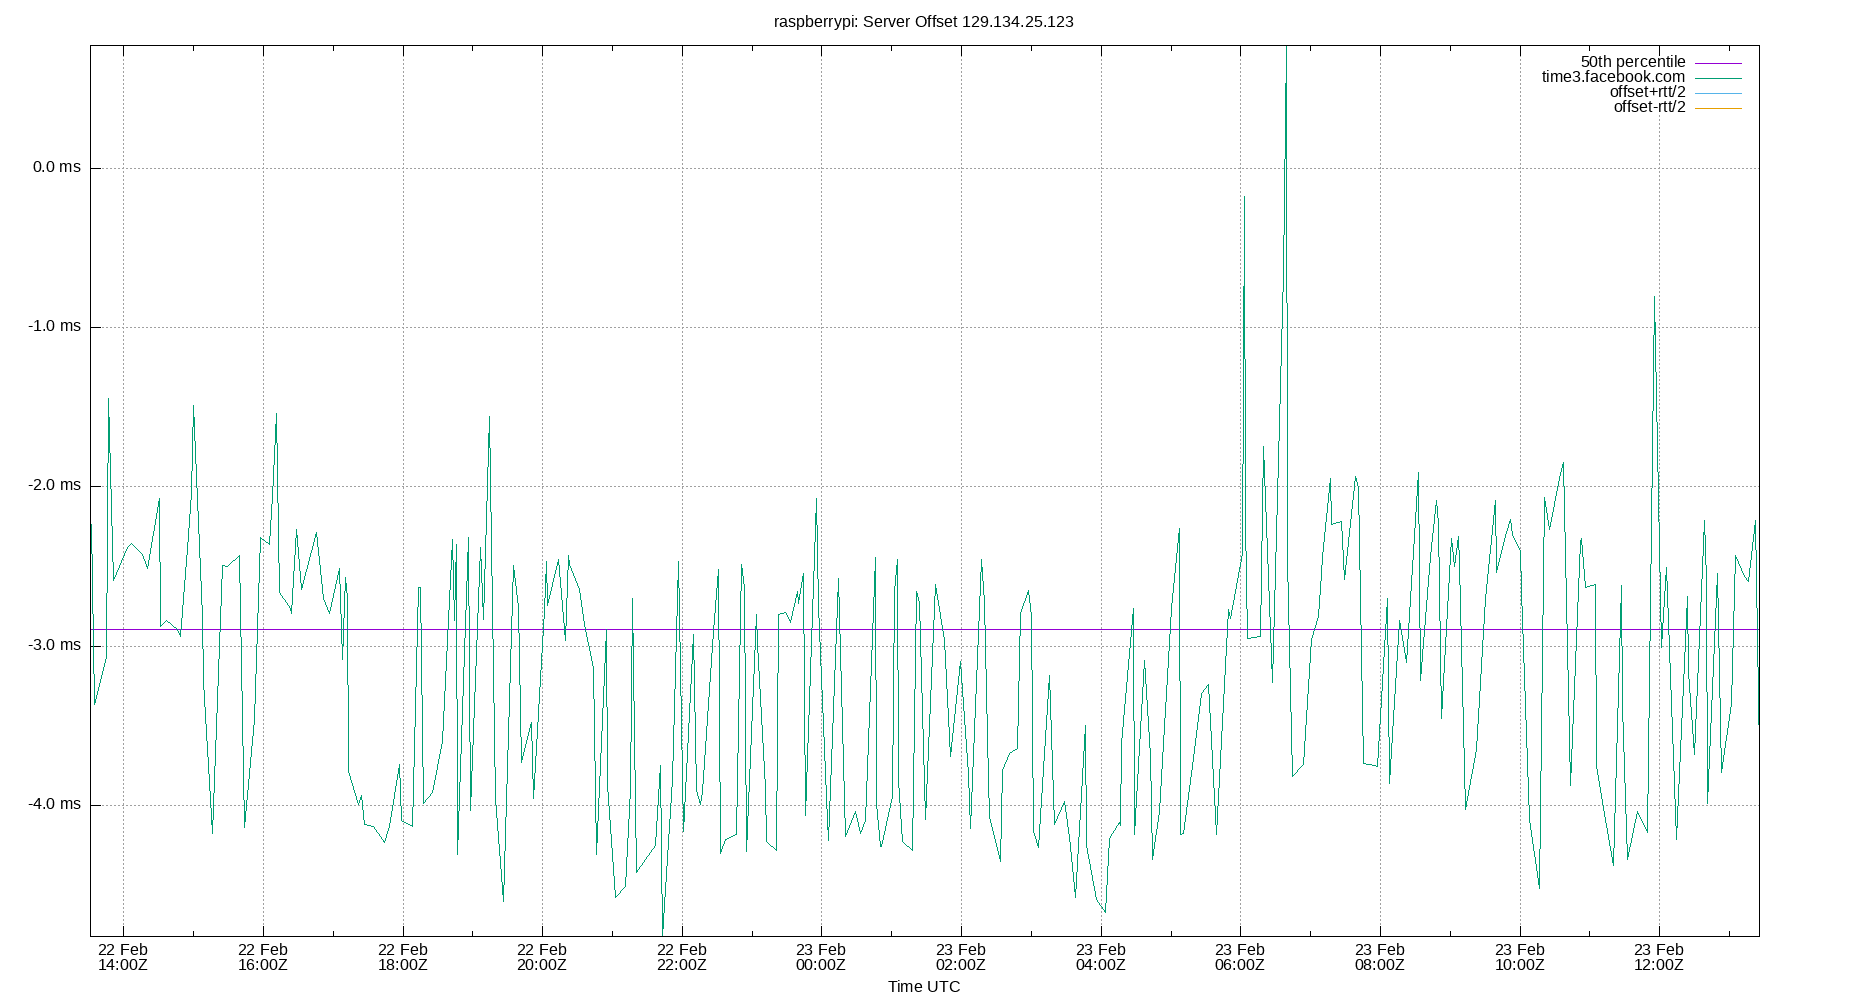 raspberrypi: Server Offset 129.134.25.123
50th percentile
time3.facebook.com
offset+rtt/2
offset-rtt/2
0.0 ms
-1.0 ms
-2.0 ms
-3.0 ms
-4.0 ms
22 Feb 22 Feb 22 Feb 22 Feb 22 Feb 23 Feb 23 Feb 23 Feb 23 Feb 23 Feb 23 Feb 23 Feb
14:00Z 16:00Z 18:00Z 20:00Z 22:00Z 00:00Z 02:00Z 04:00Z 06:00Z 08:00Z 10:00Z 12:00Z
Time UTC